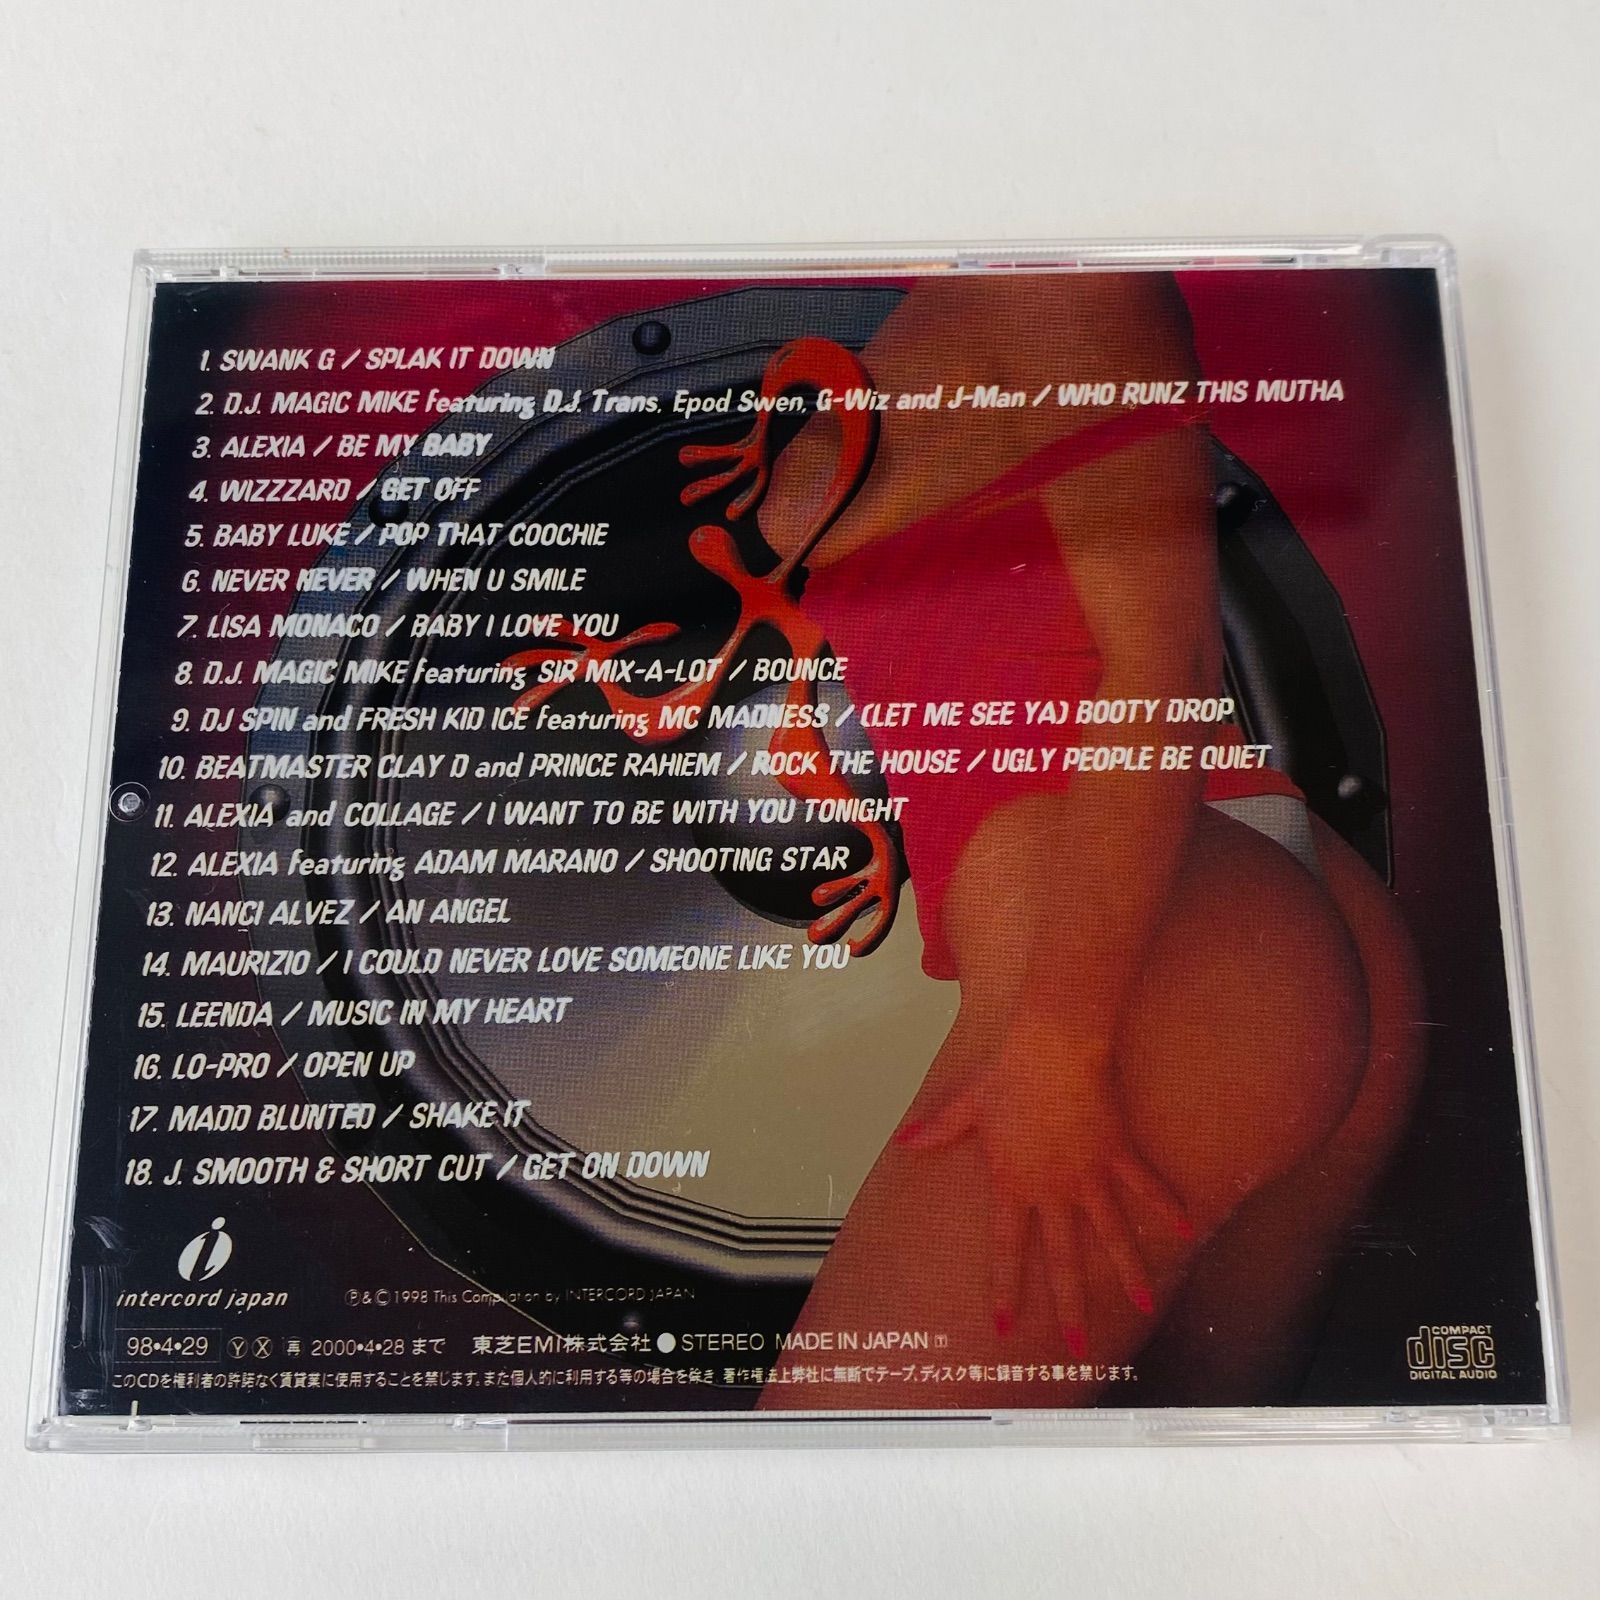 1. SWANK G / SPLAK IT DOWN
2. D.J. MAGIC MIKE featuring D.J. Trans, Epod Swen, G-Wiz and J-Man / WHO RUNZ THIS MUTHA
3. ALEXIA / BE MY BABY
4. WIZZZARD / GET OFF
5. BABY LUKE / POP THAT COOCHIE
6. NEVER NEVER / WHEN U SMILE
7. LISA MONACO / BABY I LOVE YOU
8. D.J. MAGIC MIKE featuring SIR MIX-A-LOT / BOUNCE
9. DJ SPIN and FRESH KID ICE featuring MC MADNESS / (LET ME SEE YA) BOOTY DROP
10. BEATMASTER CLAY D and PRINCE RAHIEM / ROCK THE HOUSE / UGLY PEOPLE BE QUIET
11. ALEXIA and COLLAGE / I WANT TO BE WITH YOU TONIGHT
12. ALEXIA featuring ADAM MARANO / SHOOTING STAR
13. NANCI ALVEZ / AN ANGEL
14. MAURIZIO / I COULD NEVER LOVE SOMEONE LIKE YOU
15. LEENDA / MUSIC IN MY HEART
16. LO-PRO / OPEN UP
17. MADD BLUNTED / SHAKE IT
18. J. SMOOTH & SHORT CUT / GET ON DOWN
i
intercord japan
Ⓟ&Ⓒ1998 This Compilation by INTERCORD JAPAN
98•4•29 Ⓨ Ⓧ 再 2000•4•28 まで 東芝EMI株式会社 ● STEREO MADE IN JAPAN T
このCDを権利者の許諾なく賃貸業に使用することを禁じます。また個人的に利用する等の場合を除き、著作権法上弊社に無断でテープ、ディスク等に録音する事を禁じます。
COMPACT
disc
DIGITAL AUDIO